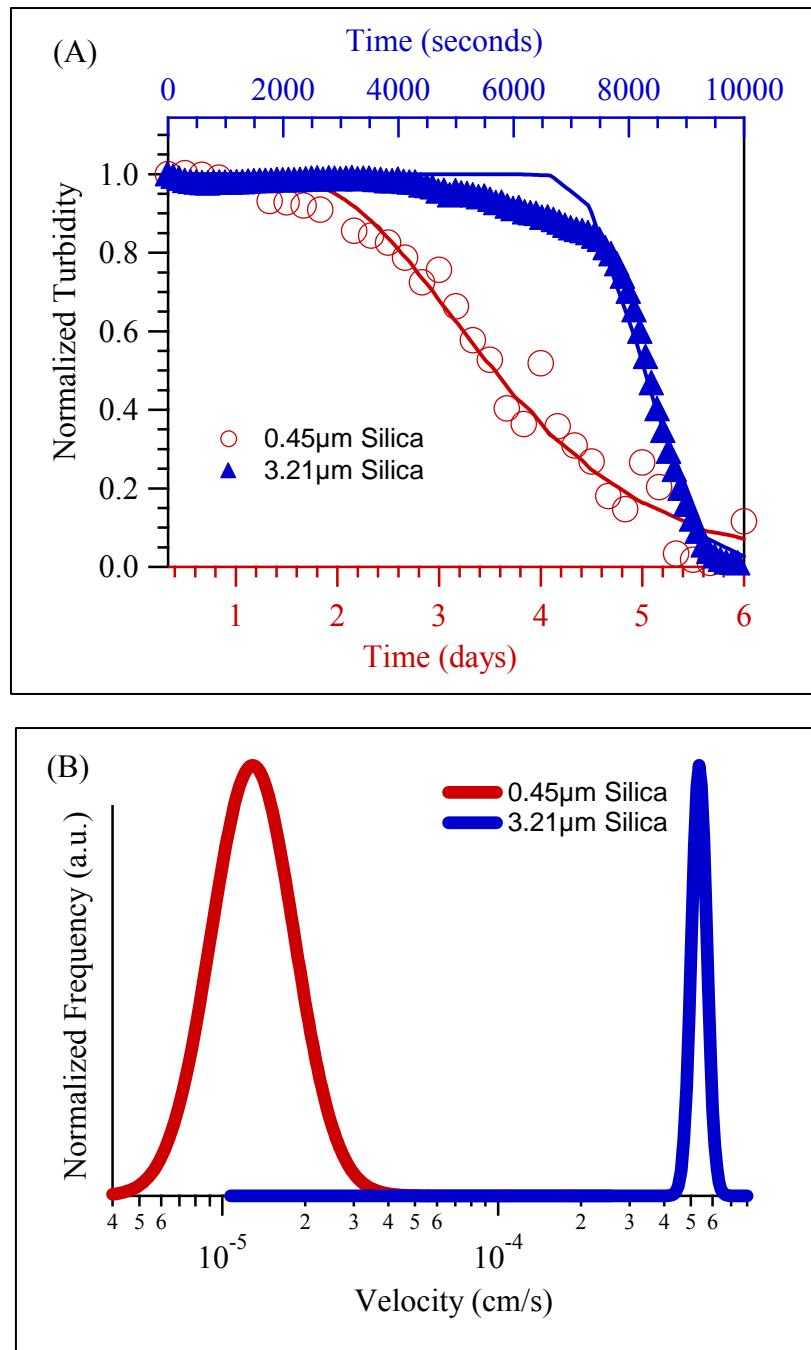 (A)
Time (seconds)
0 2000 4000 6000 8000 10000
Normalized Turbidity
1.0
0.8
0.6
0.4
0.2
0.0
0.45µm Silica
3.21µm Silica
1 2 3 4 5 6
Time (days)
(B)
0.45µm Silica
3.21µm Silica
Normalized Frequency (a.u.)
4 5 6 2 3 4 5 6 2 3 4 5 6
10⁻⁵ 10⁻⁴
Velocity (cm/s)